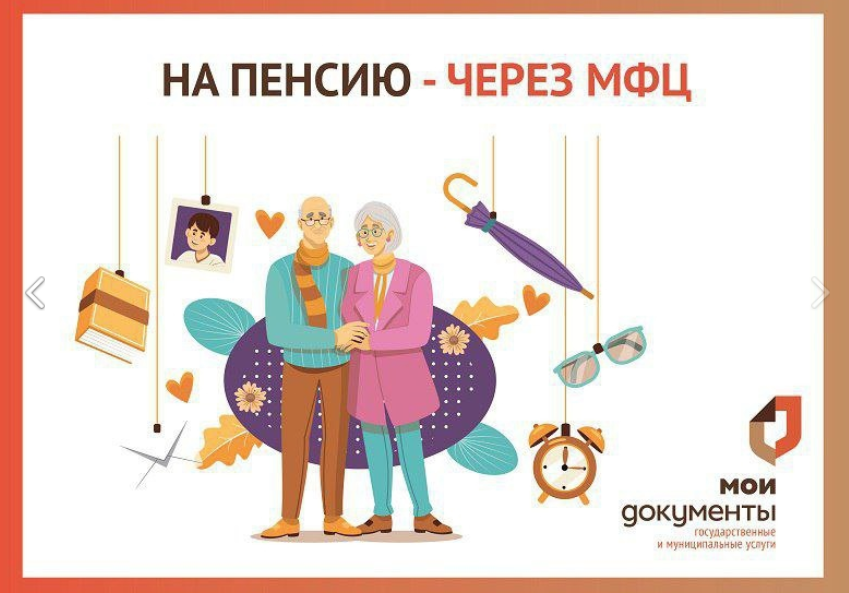 НА ПЕНСИЮ - ЧЕРЕЗ МФЦ
мои
документы
государственные
и муниципальные услуги